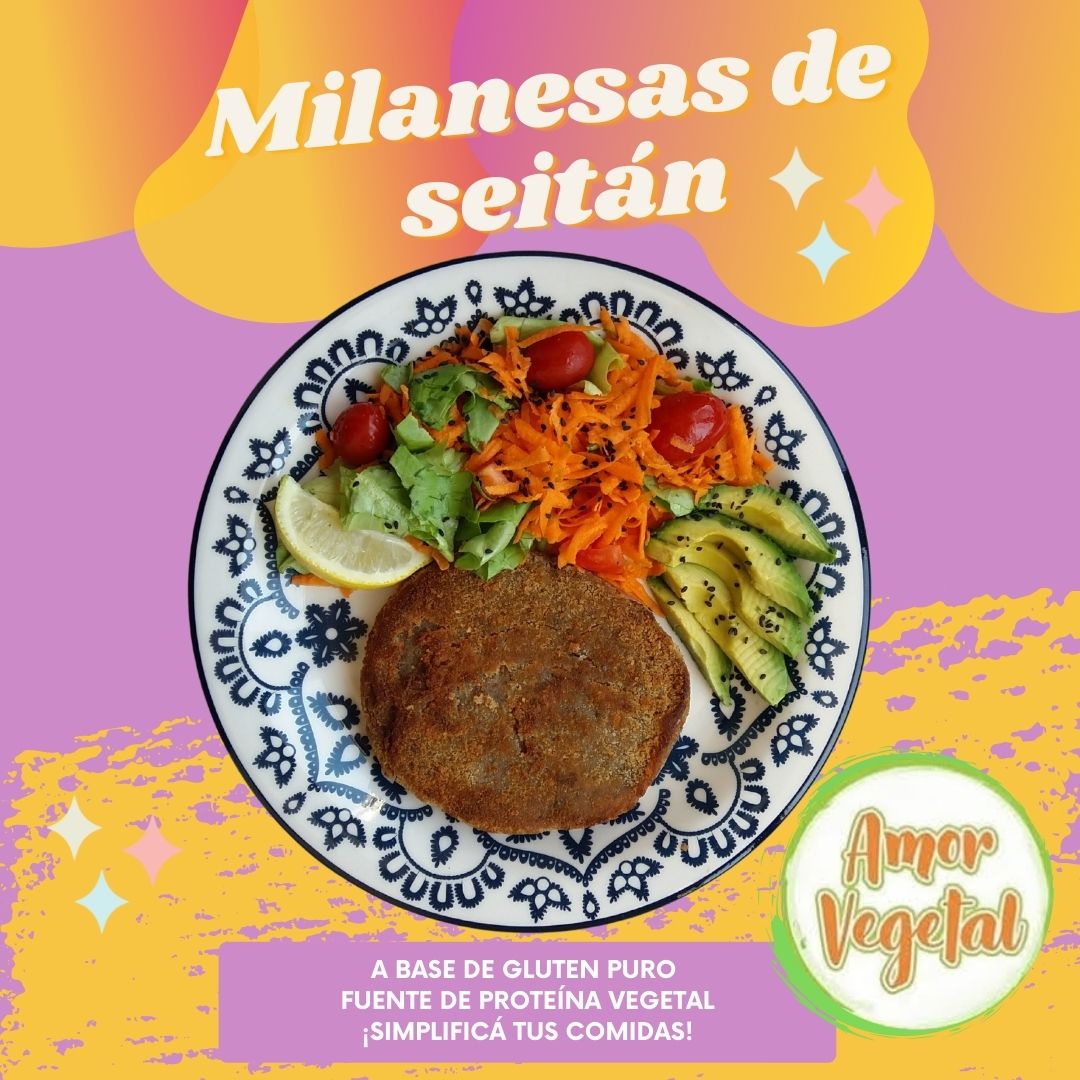 Milanesas de
seitán
Amor
Vegetal
A BASE DE GLUTEN PURO
FUENTE DE PROTEÍNA VEGETAL
¡SIMPLIFICÁ TUS COMIDAS!